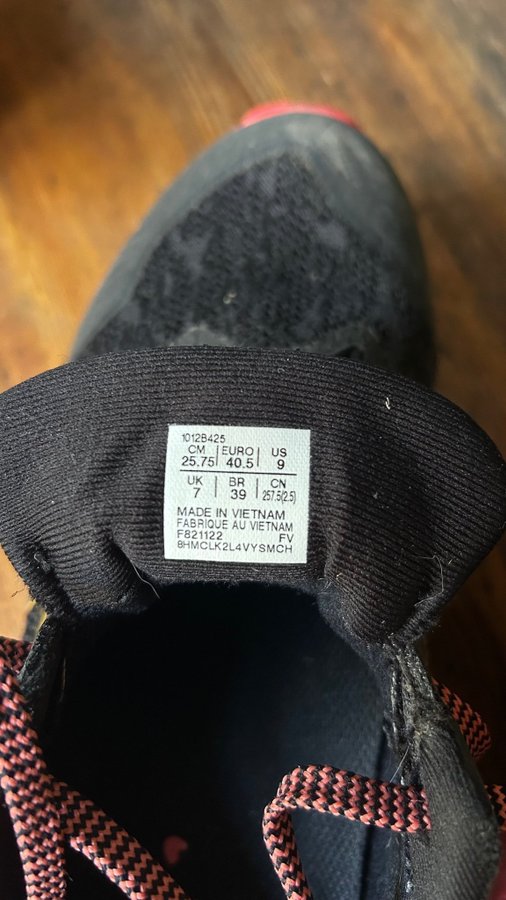 1012B425
CM | EURO | US
25.75 | 40.5 | 9
UK | BR | CN
7 | 39 | 257.5(2.5)
MADE IN VIETNAM
FABRIQUE AU VIETNAM
F821122 FV
8HMCLK2L4VYSMCH